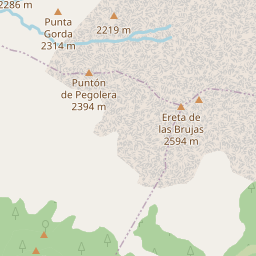 2286 m
Punta
Gorda
2314 m
2219 m
Puntón
de Pegolera
2394 m
Ereta de
las Brujas
2594 m